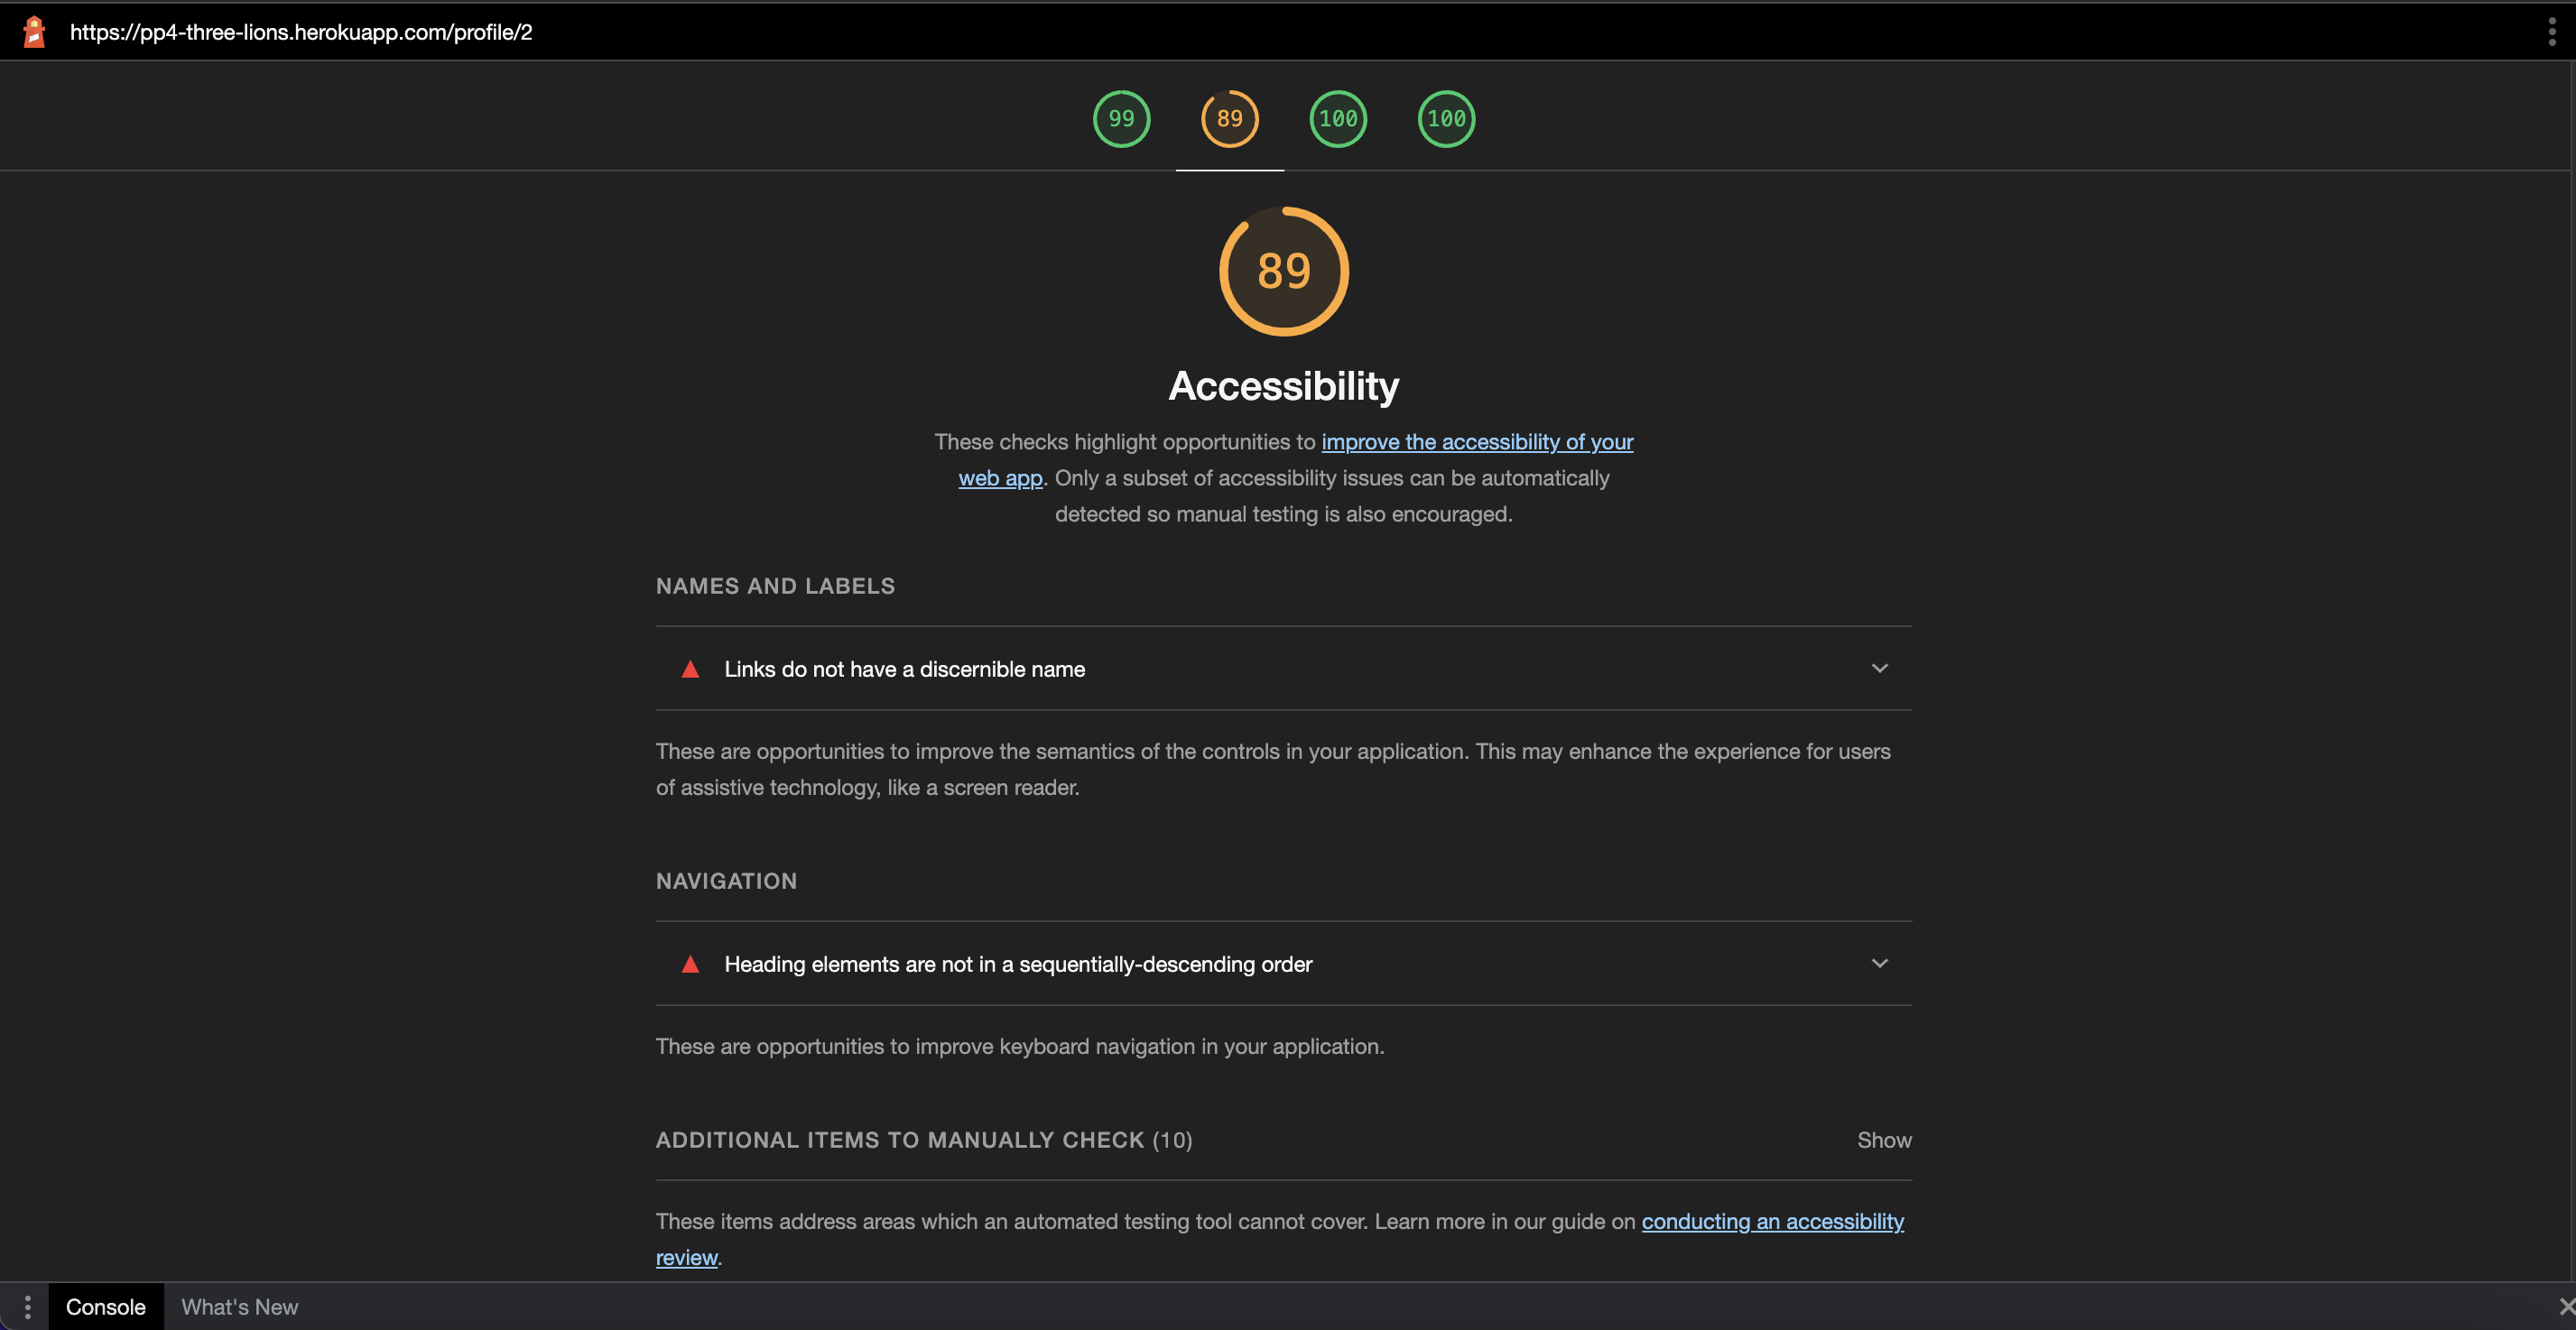 https://pp4-three-lions.herokuapp.com/profile/2
99
89
100
100
89
Accessibility
These checks highlight opportunities to improve the accessibility of your
web app. Only a subset of accessibility issues can be automatically
detected so manual testing is also encouraged.
NAMES AND LABELS
Links do not have a discernible name
These are opportunities to improve the semantics of the controls in your application. This may enhance the experience for users
of assistive technology, like a screen reader.
NAVIGATION
Heading elements are not in a sequentially-descending order
These are opportunities to improve keyboard navigation in your application.
ADDITIONAL ITEMS TO MANUALLY CHECK (10)
Show
These items address areas which an automated testing tool cannot cover. Learn more in our guide on conducting an accessibility
review.
Console
What's New